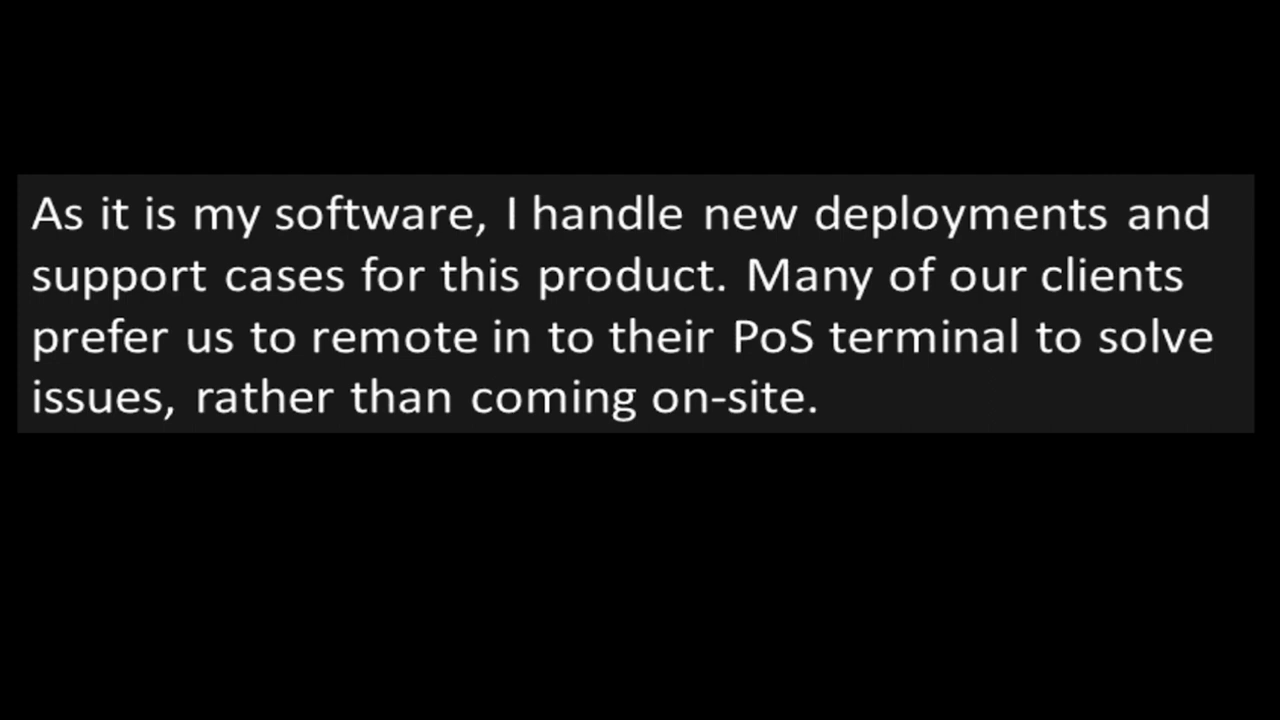 As it is my software, I handle new deployments and
support cases for this product. Many of our clients
prefer us to remote in to their PoS terminal to solve
issues, rather than coming on-site.